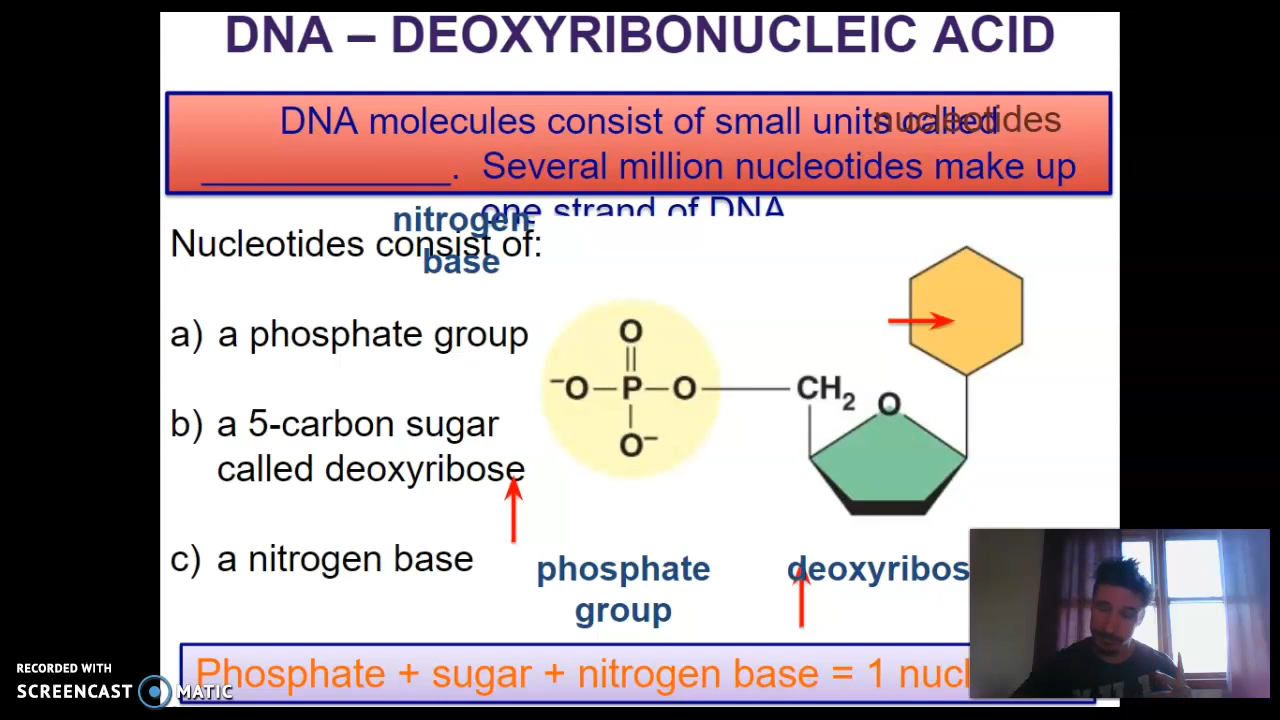 DNA – DEOXYRIBONUCLEIC ACID
DNA molecules consist of small units called nucleotides
____________. Several million nucleotides make up
one strand of DNA
nitrogen
base
Nucleotides consist of:
a) a phosphate group
b) a 5-carbon sugar
called deoxyribose
c) a nitrogen base
O
⁻O–P–O
CH₂
O
O⁻
phosphate
group
deoxyribos
Phosphate + sugar + nitrogen base = 1 nucl
RECORDED WITH
SCREENCAST MATIC